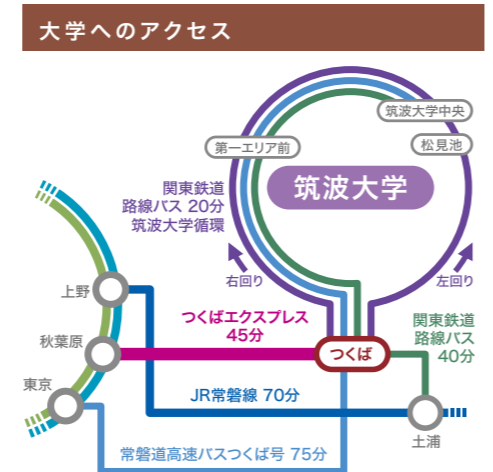 大学へのアクセス
筑波大学中央
第一エリア前
松見池
筑波大学
関東鉄道
路線バス 20分
筑波大学循環
右回り
左回り
上野
つくばエクスプレス
45分
関東鉄道
路線バス
40分
秋葉原
つくば
東京
JR常磐線 70分
土浦
常磐道高速バスつくば号 75分